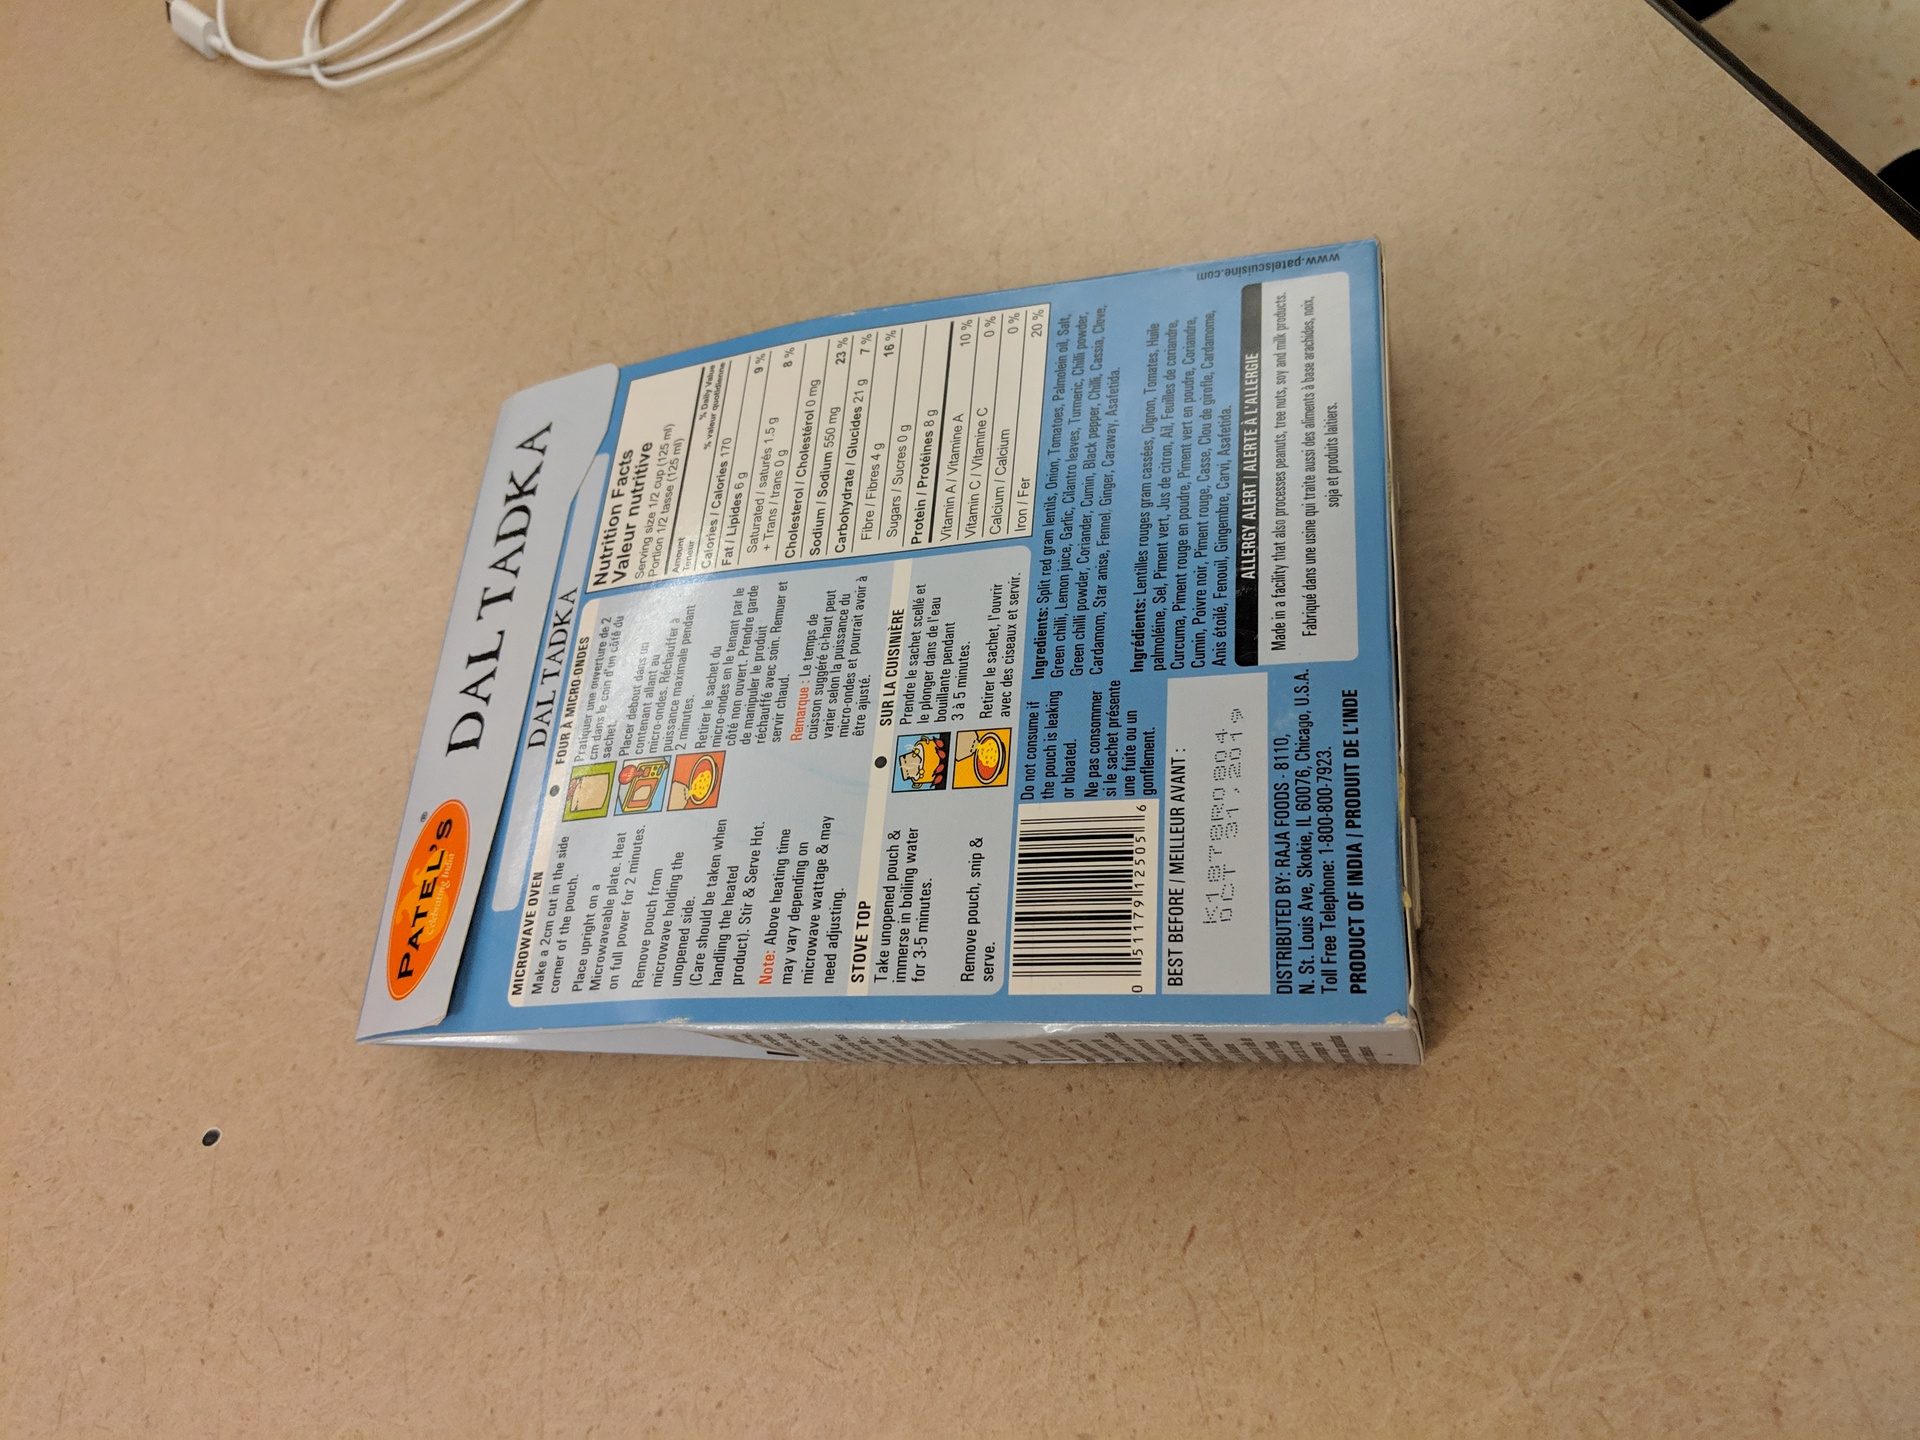 PATEL'S ®
Celebrating India
DAL TADKA
DAL TADKA
MICROWAVE OVEN
Make a 2cm cut in the side
corner of the pouch.
Place upright on a
Microwaveable plate. Heat
on full power for 2 minutes.
Remove pouch from
microwave holding the
unopened side.
(Care should be taken when
handling the heated
product). Stir & Serve Hot.
Note: Above heating time
may vary depending on
microwave wattage & may
need adjusting.
STOVE TOP
Take unopened pouch &
immerse in boiling water
for 3-5 minutes.
Remove pouch, snip &
serve.
FOUR À MICRO-ONDES
Pratiquer une ouverture de 2
cm dans le coin d'un côté du
sachet.
Placer debout dans un
contenant allant au
micro-ondes. Réchauffer à
puissance maximale pendant
2 minutes.
Retirer le sachet du
micro-ondes en le tenant par le
côté non ouvert. Prendre garde
de manipuler le produit
réchauffé avec soin. Remuer et
servir chaud.
Remarque : Le temps de
cuisson suggéré ci-haut peut
varier selon la puissance du
micro-ondes et pourrait avoir à
être ajusté.
SUR LA CUISINIÈRE
Prendre le sachet scellé et
le plonger dans de l'eau
bouillante pendant
3 à 5 minutes.
Retirer le sachet, l'ouvrir
avec des ciseaux et servir.
Nutrition Facts
Valeur nutritive
Serving size 1/2 cup (125 ml)
Portion 1/2 tasse (125 ml)
Amount % Daily Value
Teneur % valeur quotidienne
Calories / Calories 170
Fat / Lipides 6 g 9 %
Saturated / saturés 1.5 g
+ Trans / trans 0 g 8 %
Cholesterol / Cholestérol 0 mg
Sodium / Sodium 550 mg 23 %
Carbohydrate / Glucides 21 g 7 %
Fibre / Fibres 4 g 16 %
Sugars / Sucres 0 g
Protein / Protéines 8 g
Vitamin A / Vitamine A 10 %
Vitamin C / Vitamine C 0 %
Calcium / Calcium 0 %
Iron / Fer 20 %
0 51179 12505 6
Do not consume if
the pouch is leaking
or bloated.
Ne pas consommer
si le sachet présente
une fuite ou un
gonflement.
Ingredients: Split red gram lentils, Onion, Tomatoes, Palmolein oil, Salt,
Green chilli, Lemon juice, Garlic, Cilantro leaves, Turmeric, Chilli powder,
Green chilli powder, Coriander, Cumin, Black pepper, Chilli, Cassia, Clove,
Cardamom, Star anise, Fennel, Ginger, Caraway, Asafetida.
Ingrédients: Lentilles rouges gram cassées, Oignon, Tomates, Huile
palmoléine, Sel, Piment vert, Jus de citron, Ail, Feuilles de coriandre,
Curcuma, Piment rouge en poudre, Piment vert en poudre, Coriandre,
Cumin, Poivre noir, Piment rouge, Casse, Clou de girofle, Cardamome,
Anis étoilé, Fenouil, Gingembre, Carvi, Asafetida.
ALLERGY ALERT / ALERTE À L'ALLERGIE
Made in a facility that also processes peanuts, tree nuts, soy and milk products.
Fabriqué dans une usine qui traite aussi des aliments à base arachides, noix,
soja et produits laitiers.
BEST BEFORE / MEILLEUR AVANT :
OCT 31, 2019
DISTRIBUTED BY: RAJA FOODS - 8110,
N. St. Louis Ave, Skokie, IL 60076, Chicago, U.S.A.
Toll Free Telephone: 1-800-800-7923.
PRODUCT OF INDIA / PRODUIT DE L'INDE
www.patelscuisine.com